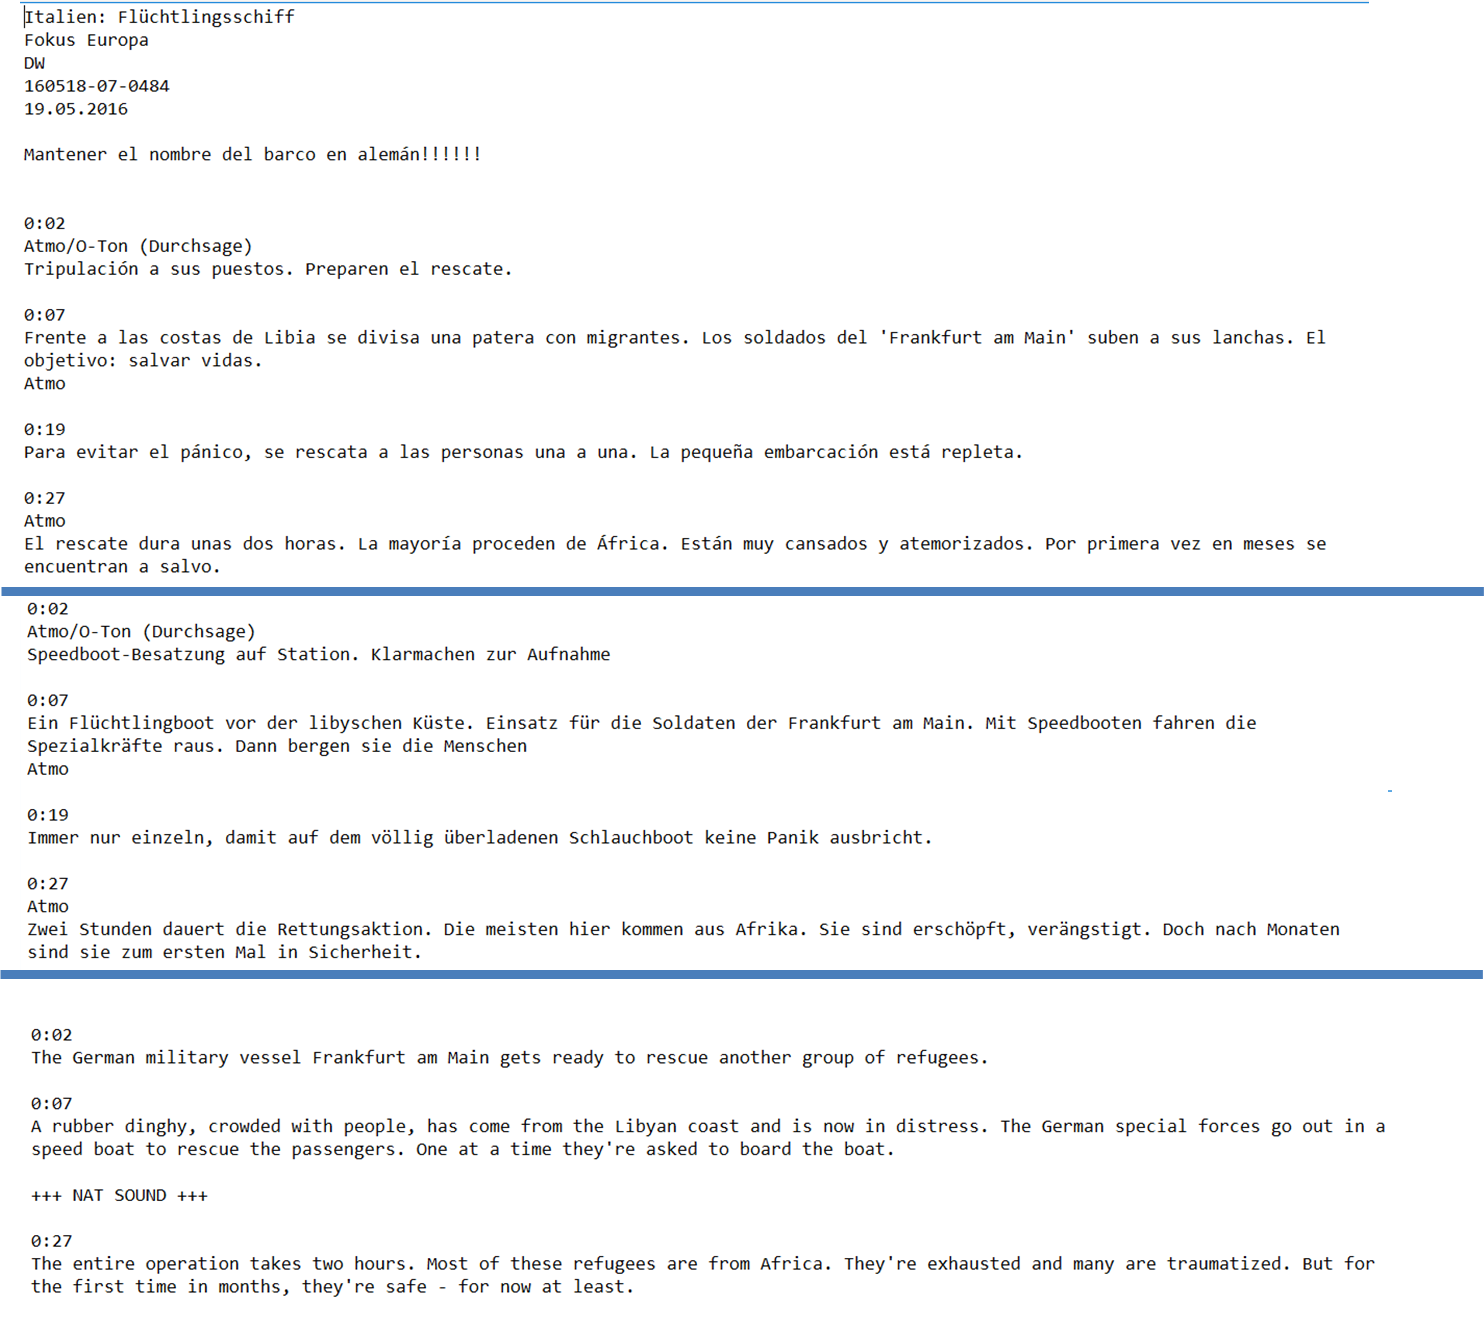 Italien: Flüchtlingsschiff
Fokus Europa
DW
160518-07-0484
19.05.2016
Mantener el nombre del barco en alemán!!!!!!
0:02
Atmo/O-Ton (Durchsage)
Tripulación a sus puestos. Preparen el rescate.
0:07
Frente a las costas de Libia se divisa una patera con migrantes. Los soldados del 'Frankfurt am Main' suben a sus lanchas. El
objetivo: salvar vidas.
Atmo
0:19
Para evitar el pánico, se rescata a las personas una a una. La pequeña embarcación está repleta.
0:27
Atmo
El rescate dura unas dos horas. La mayoría proceden de África. Están muy cansados y atemorizados. Por primera vez en meses se
encuentran a salvo.
0:02
Atmo/O-Ton (Durchsage)
Speedboot-Besatzung auf Station. Klarmachen zur Aufnahme
0:07
Ein Flüchtlingboot vor der libyschen Küste. Einsatz für die Soldaten der Frankfurt am Main. Mit Speedbooten fahren die
Spezialkräfte raus. Dann bergen sie die Menschen
Atmo
0:19
Immer nur einzeln, damit auf dem völlig überladenen Schlauchboot keine Panik ausbricht.
0:27
Atmo
Zwei Stunden dauert die Rettungsaktion. Die meisten hier kommen aus Afrika. Sie sind erschöpft, verängstigt. Doch nach Monaten
sind sie zum ersten Mal in Sicherheit.
0:02
The German military vessel Frankfurt am Main gets ready to rescue another group of refugees.
0:07
A rubber dinghy, crowded with people, has come from the Libyan coast and is now in distress. The German special forces go out in a
speed boat to rescue the passengers. One at a time they're asked to board the boat.
+++ NAT SOUND +++
0:27
The entire operation takes two hours. Most of these refugees are from Africa. They're exhausted and many are traumatized. But for
the first time in months, they're safe - for now at least.